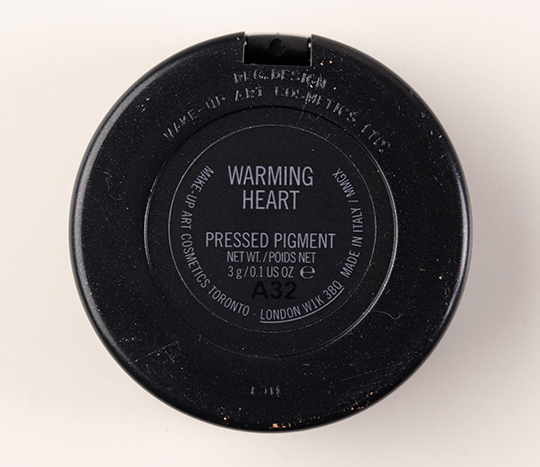 REG.DESIGN
MAKE-UP ART COSMETICS LTD.
WARMING
HEART
PRESSED PIGMENT
NET WT./POIDS NET
3 g/0.1 US OZ ℮
A32
MAKE-UP ART COSMETICS TORONTO · LONDON W1K 3BQ MADE IN ITALY / MMGX